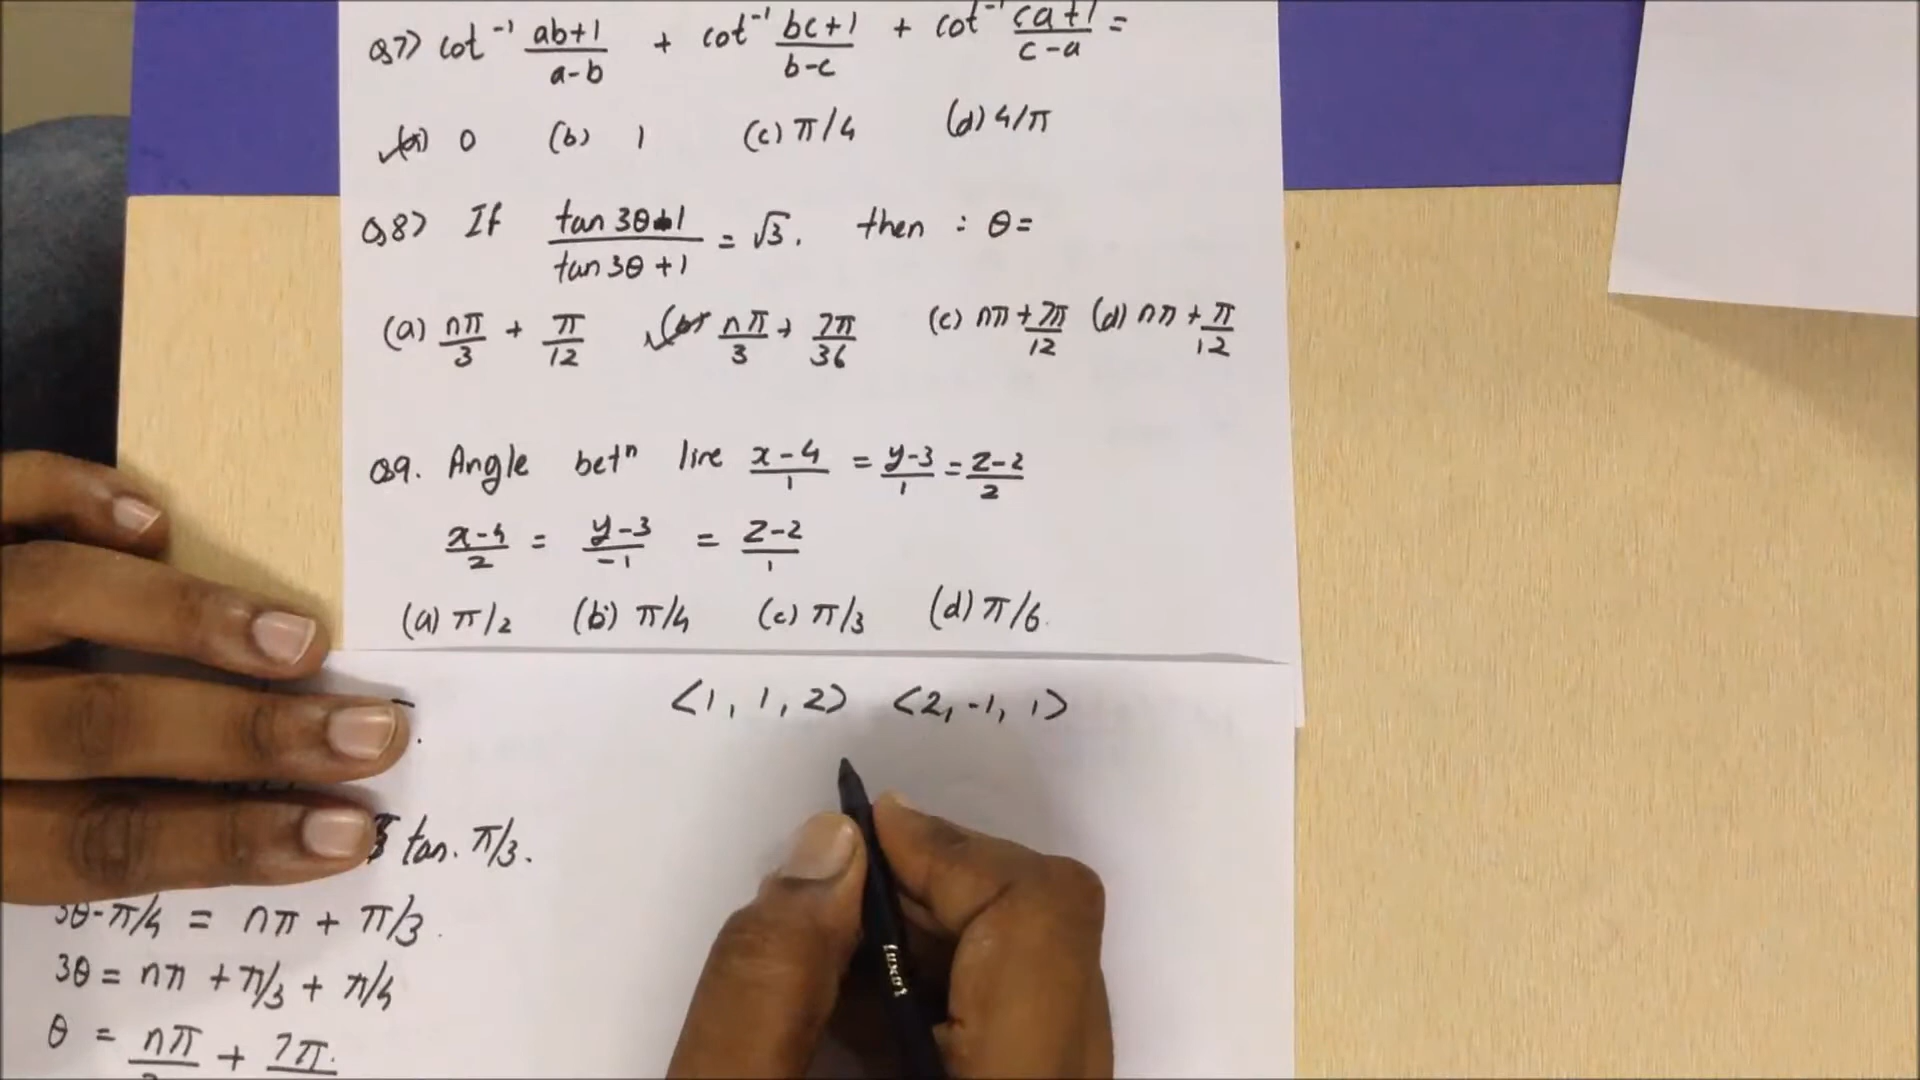 Q7) cot⁻¹ (ab+1)/(a-b) + cot⁻¹ (bc+1)/(b-c) + cot⁻¹ (ca+1)/(c-a) =
(a) 0 (b) 1 (c) π/4 (d) 4/π
Q8) If (tan 3θ-1)/(tan 3θ+1) = √3. then : θ=
(a) nπ/3 + π/12 (b) nπ/3 + 7π/36 (c) nπ + 7π/12 (d) nπ + π/12
Q9. Angle betⁿ line (x-4)/1 = (y-3)/1 = (z-2)/2
(x-4)/2 = (y-3)/-1 = (z-2)/1
(a) π/2 (b) π/4 (c) π/3 (d) π/6.
<1, 1, 2> <2, -1, 1>
tan. π/3.
3θ-π/4 = nπ + π/3.
3θ = nπ + π/3 + π/4
θ = nπ + 7π.
luxor